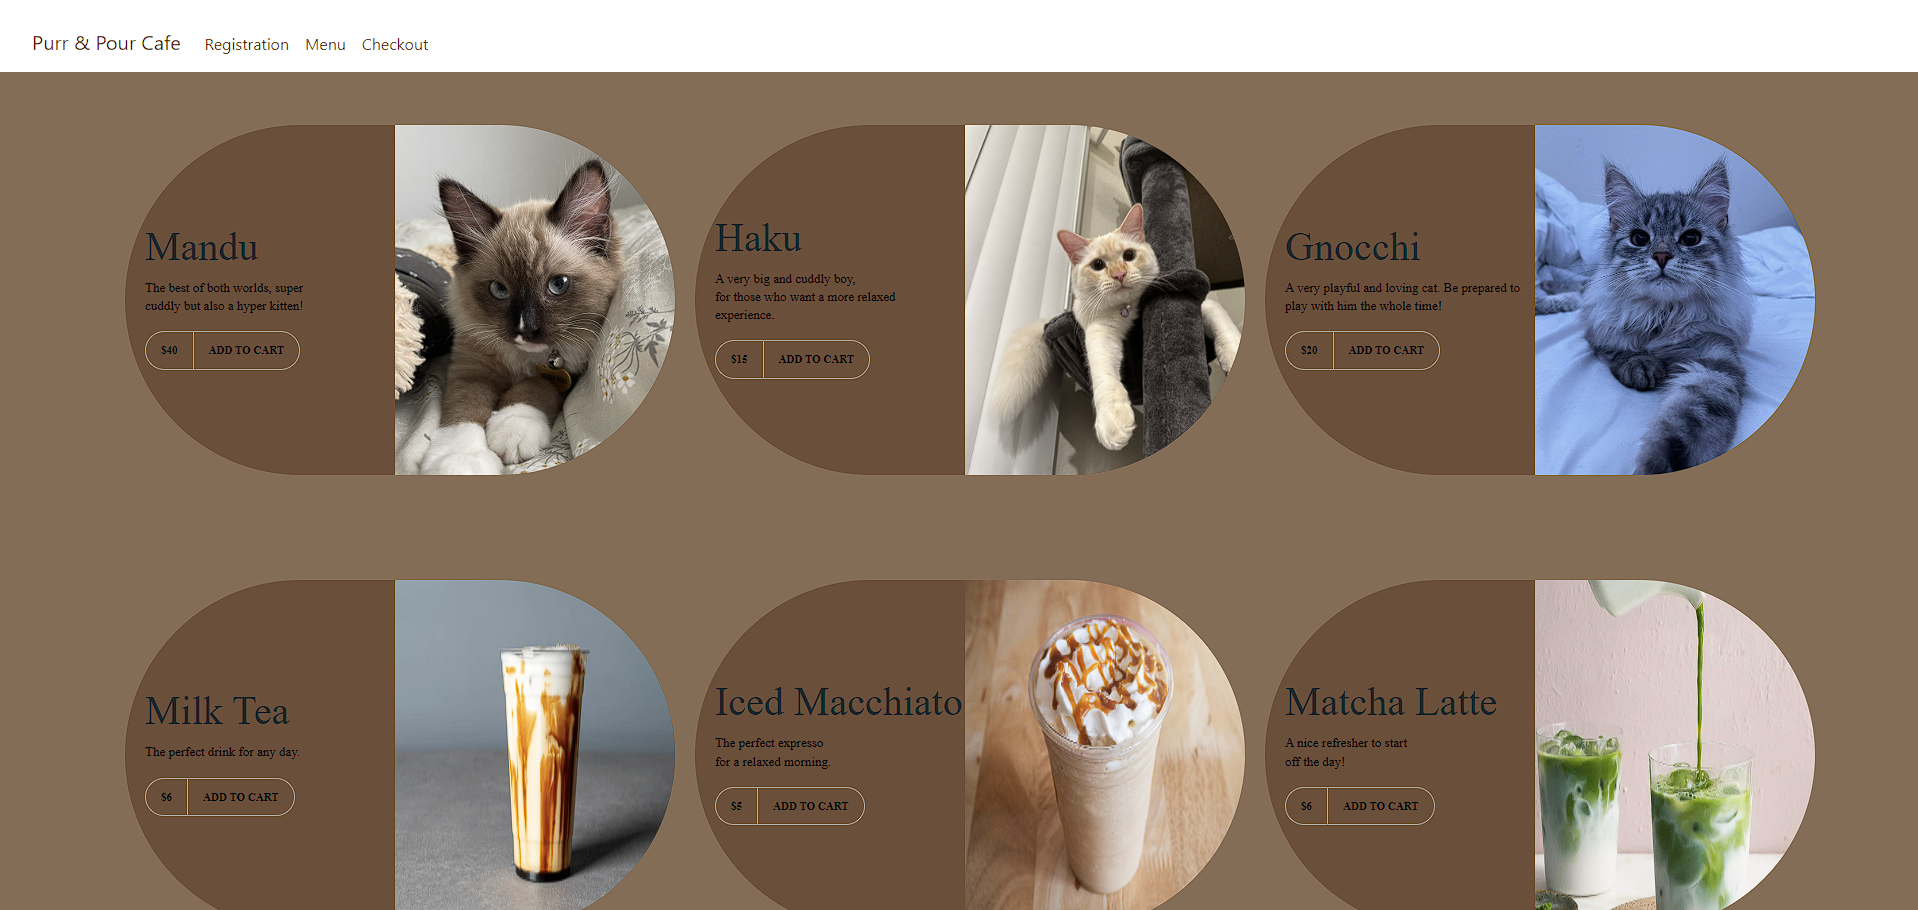 Purr & Pour Cafe Registration Menu Checkout
Mandu
The best of both worlds, super
cuddly but also a hyper kitten!
$40 ADD TO CART
Haku
A very big and cuddly boy,
for those who want a more relaxed
experience.
$15 ADD TO CART
Gnocchi
A very playful and loving cat. Be prepared to
play with him the whole time!
$20 ADD TO CART
Milk Tea
The perfect drink for any day.
$6 ADD TO CART
Iced Macchiato
The perfect expresso
for a relaxed morning.
$5 ADD TO CART
Matcha Latte
A nice refresher to start
off the day!
$6 ADD TO CART